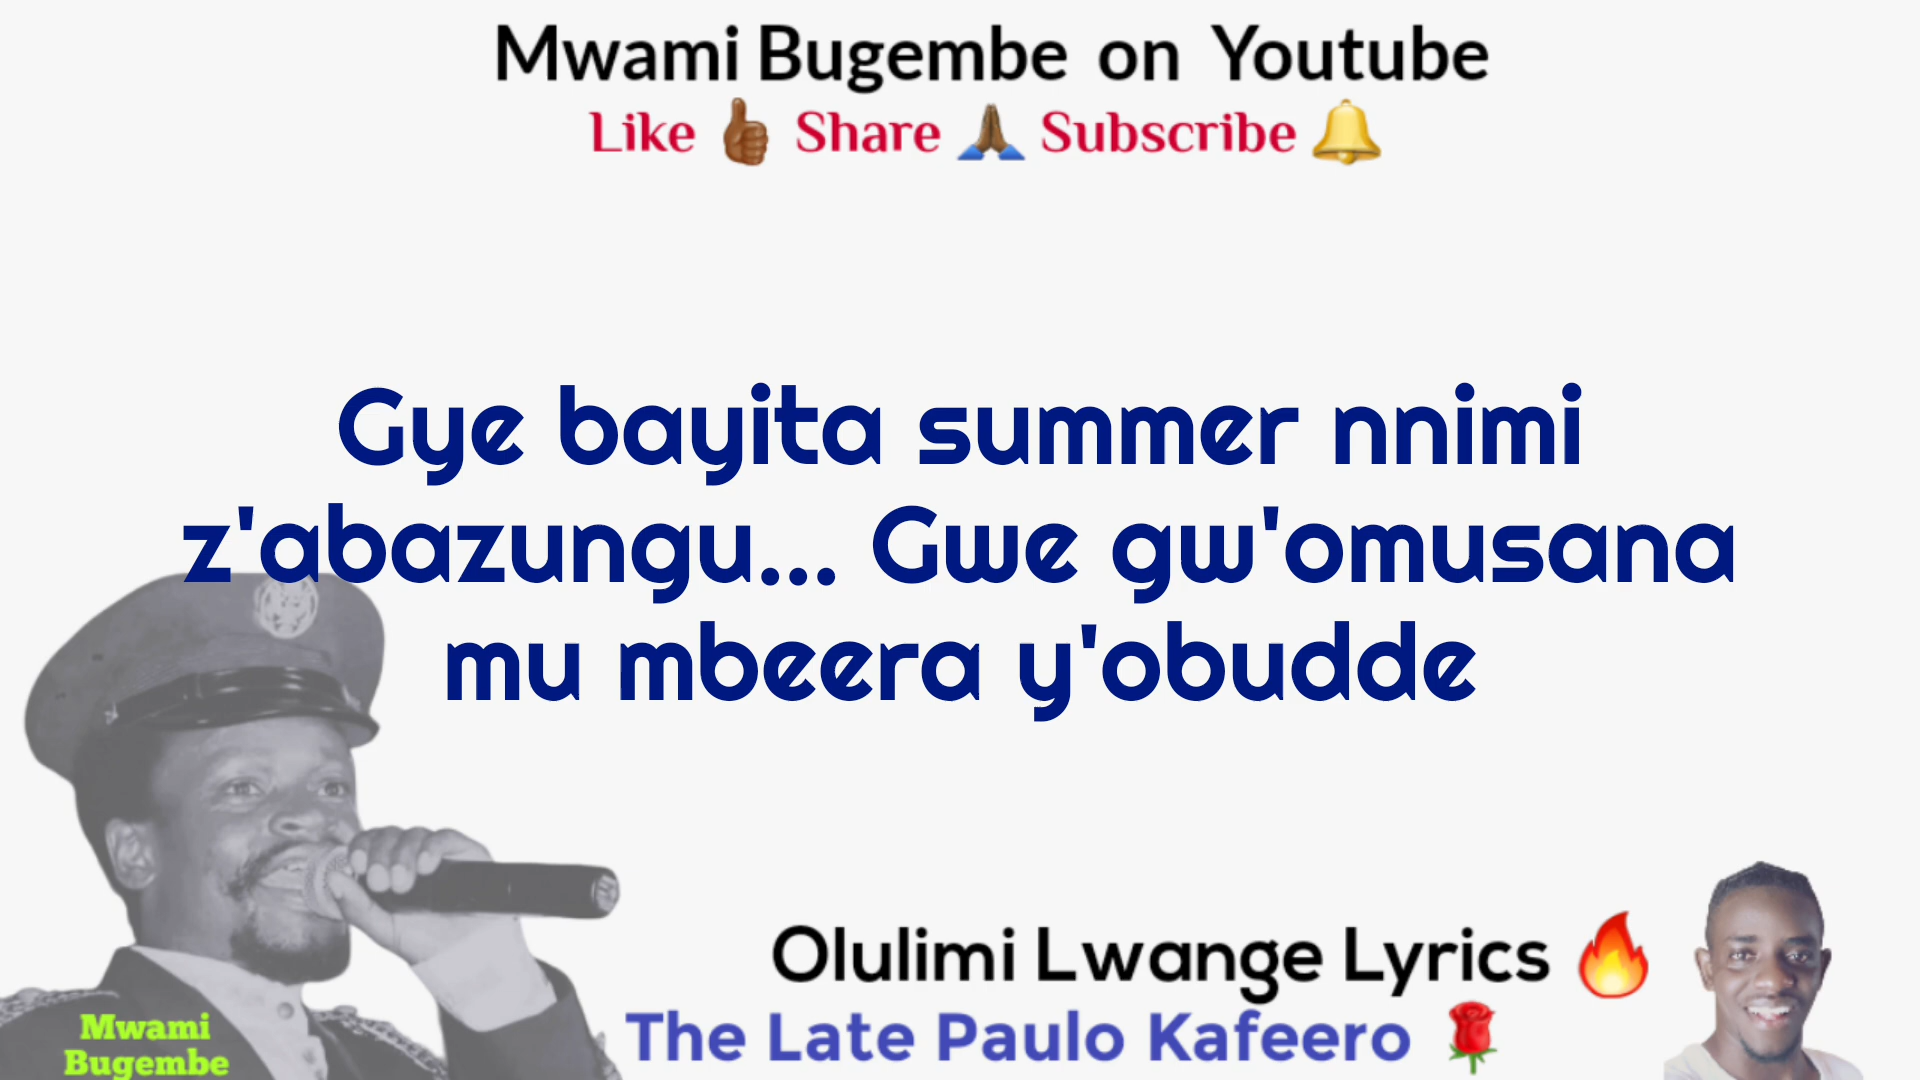 Mwami Bugembe on Youtube
Like 👍🏾 Share 🙏🏾 Subscribe 🔔
Gye bayita summer nnimi
z'abazungu... Gwe gw'omusana
mu mbeera y'obudde
Olulimi Lwange Lyrics 🔥
The Late Paulo Kafeero 🌹
Mwami
Bugembe